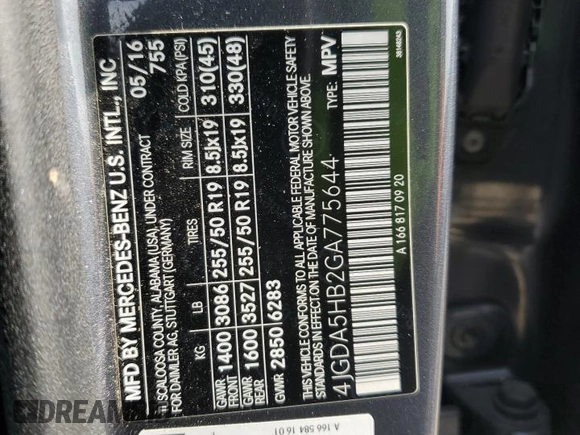 MFD BY MERCEDES-BENZ U.S. INTL., INC
TUSCALOOSA COUNTY, ALABAMA (USA), UNDER CONTRACT
FOR DAIMLER AG, STUTTGART (GERMANY)
05/16
755
KG LB TIRES RIM SIZE COLD KPA (PSI)
GAWR FRONT 1400 3086 255/50 R19 8.5Jx19 310(45)
GAWR REAR 1600 3527 255/50 R19 8.5Jx19 330(48)
GVWR 2850 6283
THIS VEHICLE CONFORMS TO ALL APPLICABLE FEDERAL MOTOR VEHICLE SAFETY
STANDARDS IN EFFECT ON THE DATE OF MANUFACTURE SHOWN ABOVE.
4JGDA5HB2GA775644 TYPE: MPV
A 166 817 09 20
A 166 584 16 01
DREAM